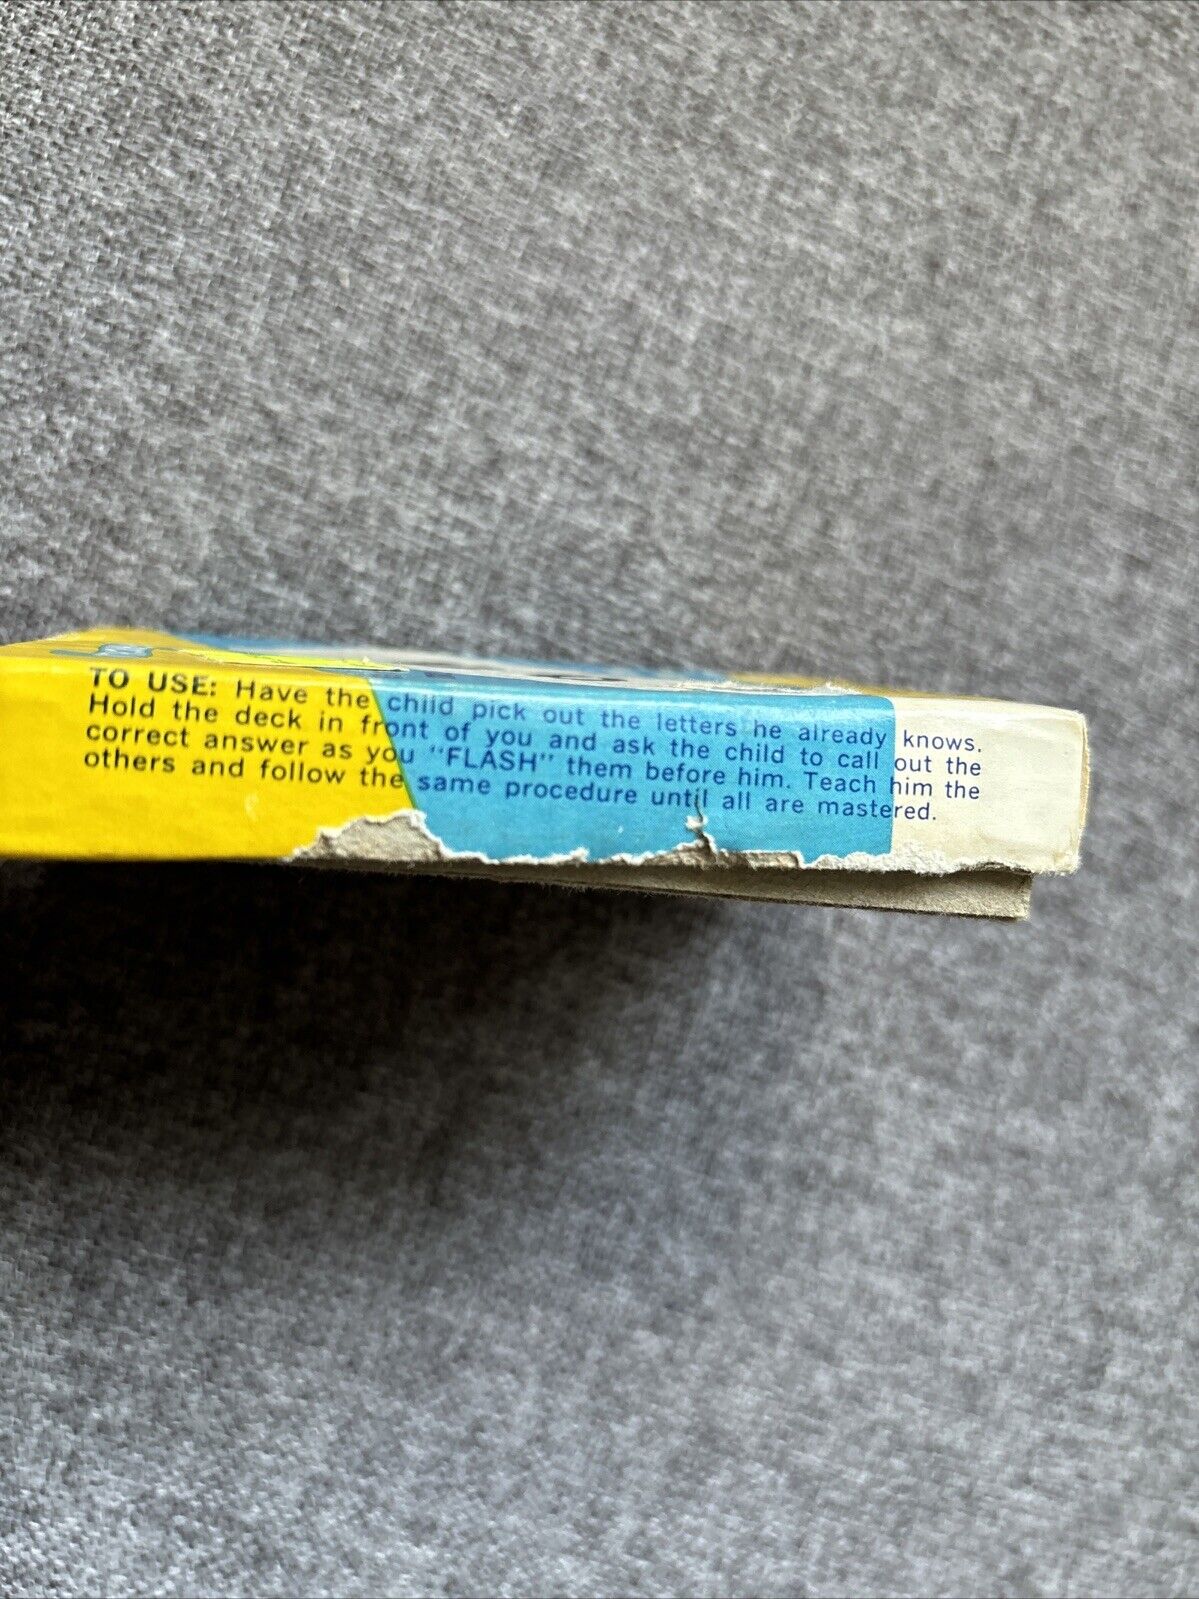 TO USE: Have the child pick out the letters he already knows.
Hold the deck in front of you and ask the child to call out the
correct answer as you "FLASH" them before him. Teach him the
others and follow the same procedure until all are mastered.